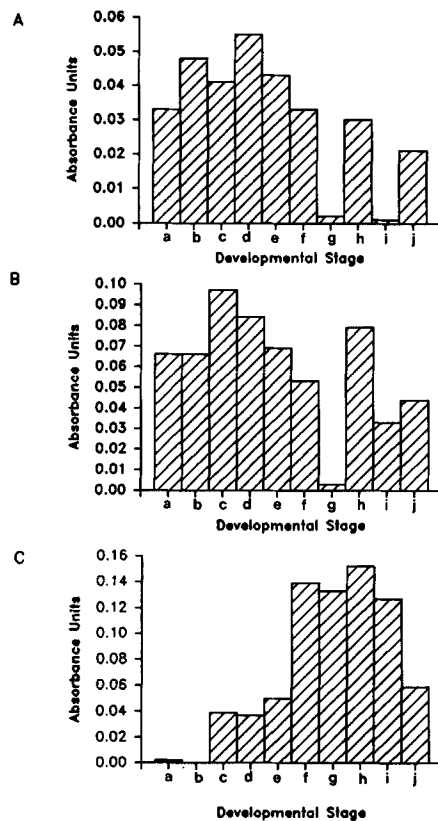 A
Absorbance Units
0.06
0.05
0.04
0.03
0.02
0.01
0.00
a b c d e f g h i j
Developmental Stage
B
Absorbance Units
0.10
0.09
0.08
0.07
0.06
0.05
0.04
0.03
0.02
0.01
0.00
a b c d e f g h i j
Developmental Stage
C
Absorbance Units
0.16
0.14
0.12
0.10
0.08
0.06
0.04
0.02
0.00
a b c d e f g h i j
Developmental Stage